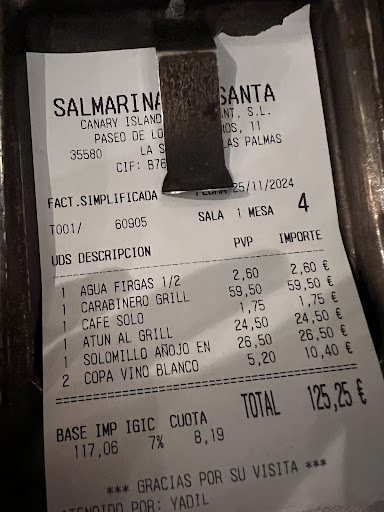 SALMARINA SANTA
CANARY ISLAND ANT, S.L.
PASEO DE LO ROS, 11
35580 LA S LAS PALMAS
CIF: B76
FACT.SIMPLIFICADA FECHA 25/11/2024
T001/ 60905 SALA 1 MESA 4
UDS DESCRIPCION PVP IMPORTE
1 AGUA FIRGAS 1/2 2,60 2,60 €
1 CARABINERO GRILL 59,50 59,50 €
1 CAFE SOLO 1,75 1,75 €
1 ATUN AL GRILL 24,50 24,50 €
1 SOLOMILLO AÑOJO EN 26,50 26,50 €
2 COPA VINO BLANCO 5,20 10,40 €
BASE IMP IGIC CUOTA TOTAL 125,25 €
117,06 7% 8,19
*** GRACIAS POR SU VISITA ***
ATENDIDO POR: YADIL